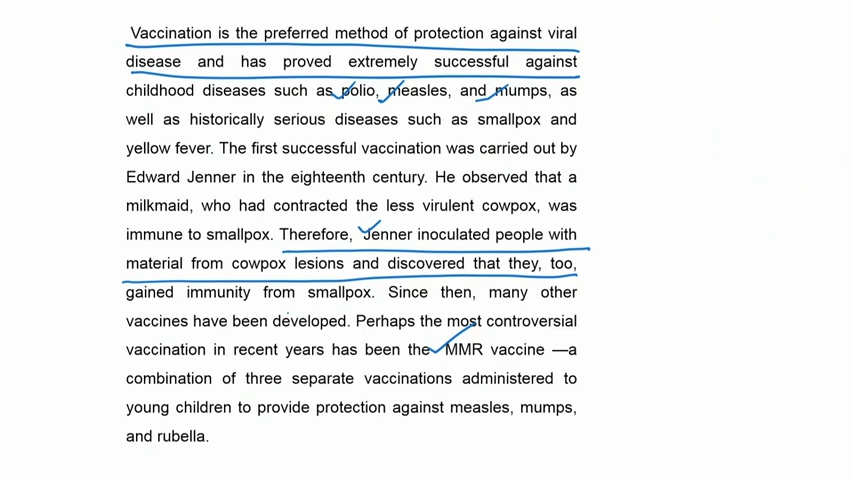 Vaccination is the preferred method of protection against viral
disease and has proved extremely successful against
childhood diseases such as polio, measles, and mumps, as
well as historically serious diseases such as smallpox and
yellow fever. The first successful vaccination was carried out by
Edward Jenner in the eighteenth century. He observed that a
milkmaid, who had contracted the less virulent cowpox, was
immune to smallpox. Therefore, Jenner inoculated people with
material from cowpox lesions and discovered that they, too,
gained immunity from smallpox. Since then, many other
vaccines have been developed. Perhaps the most controversial
vaccination in recent years has been the MMR vaccine —a
combination of three separate vaccinations administered to
young children to provide protection against measles, mumps,
and rubella.